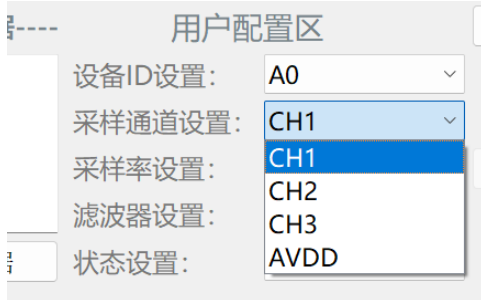 ----
用户配置区
设备ID设置： A0
采样通道设置： CH1
CH1
采样率设置：
CH2
滤波器设置： CH3
AVDD
状态设置：